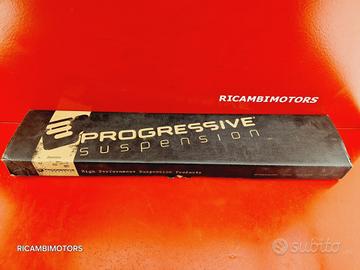 RICAMBIMOTORS
PROGRESSIVE
suspension
High Performance Suspension Products
RICAMBIMOTORS
subito